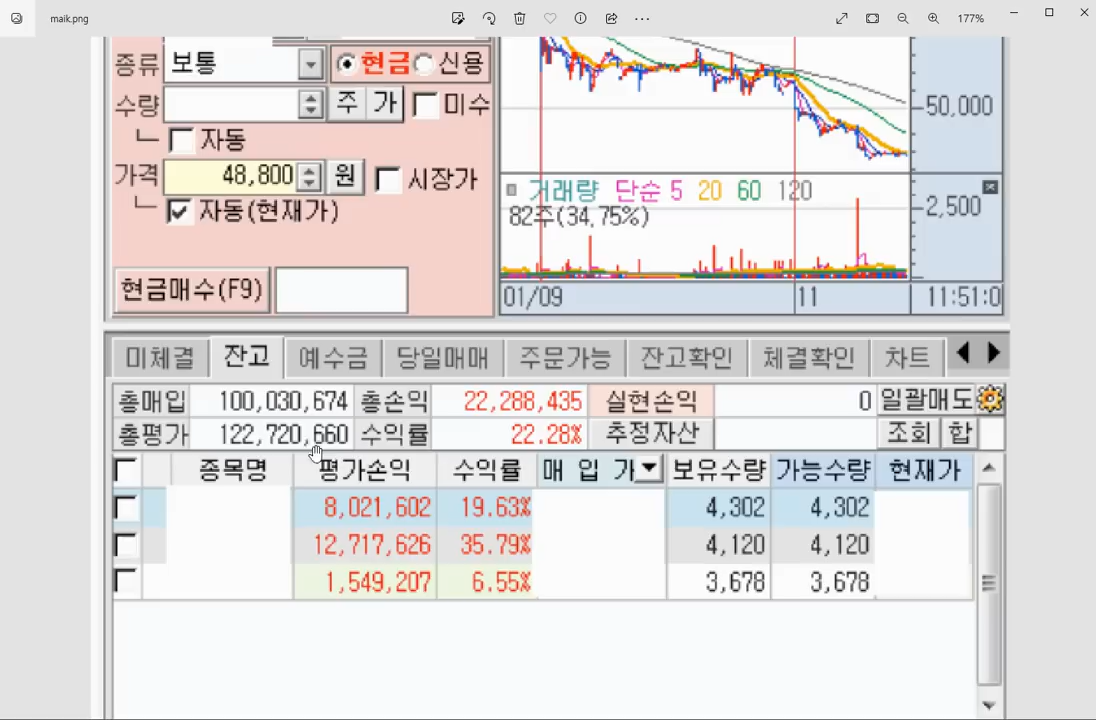 maik.png
177%
종류 보통 현금 신용
수량 주 가 미수
자동
가격 48,800 원 시장가
자동(현재가)
현금매수(F9)
50,000
거래량 단순 5 20 60 120
82주(34,75%)
2,500
01/09 11 11:51:0
미체결 잔고 예수금 당일매매 주문가능 잔고확인 체결확인 차트
총매입 100,030,674 총손익 22,288,435 실현손익 0 일괄매도
총평가 122,720,660 수익률 22.28% 추정자산 조회 합
종목명 평가손익 수익률 매 입 가 보유수량 가능수량 현재가
8,021,602 19.63% 4,302 4,302
12,717,626 35.79% 4,120 4,120
1,549,207 6.55% 3,678 3,678